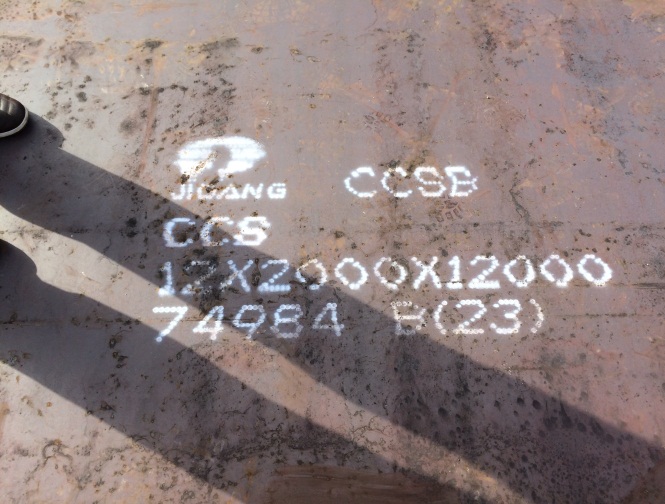 JIGANG CCSB
CCS
12X2000X12000
74984 B(23)